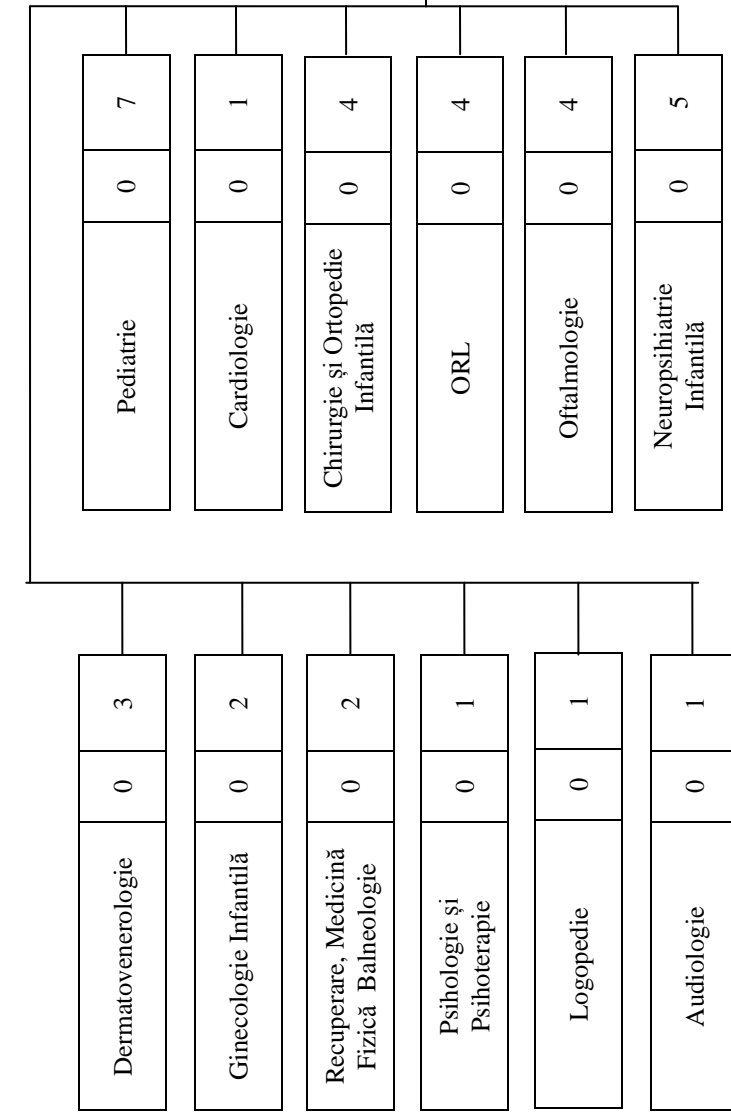 Pediatrie
0
7
Cardiologie
0
1
Chirurgie și Ortopedie
Infantilă
0
4
ORL
0
4
Oftalmologie
0
4
Neuropsihiatrie
Infantilă
0
5
Dermatovenerologie
0
3
Ginecologie Infantilă
0
2
Recuperare, Medicină
Fizică Balneologie
0
2
Psihologie și
Psihoterapie
0
1
Logopedie
0
1
Audiologie
0
1